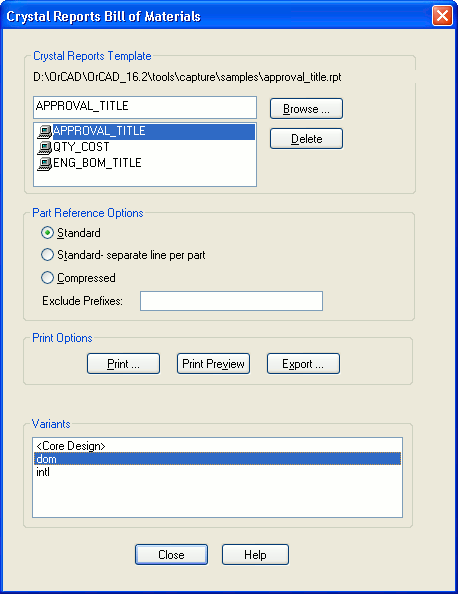 Crystal Reports Bill of Materials
Crystal Reports Template
D:\OrCAD\OrCAD_16.2\tools\capture\samples\approval_title.rpt
APPROVAL_TITLE
Browse ...
APPROVAL_TITLE
Delete
QTY_COST
ENG_BOM_TITLE
Part Reference Options
Standard
Standard- separate line per part
Compressed
Exclude Prefixes:
Print Options
Print ... Print Preview Export ...
Variants
<Core Design>
dom
intl
Close Help